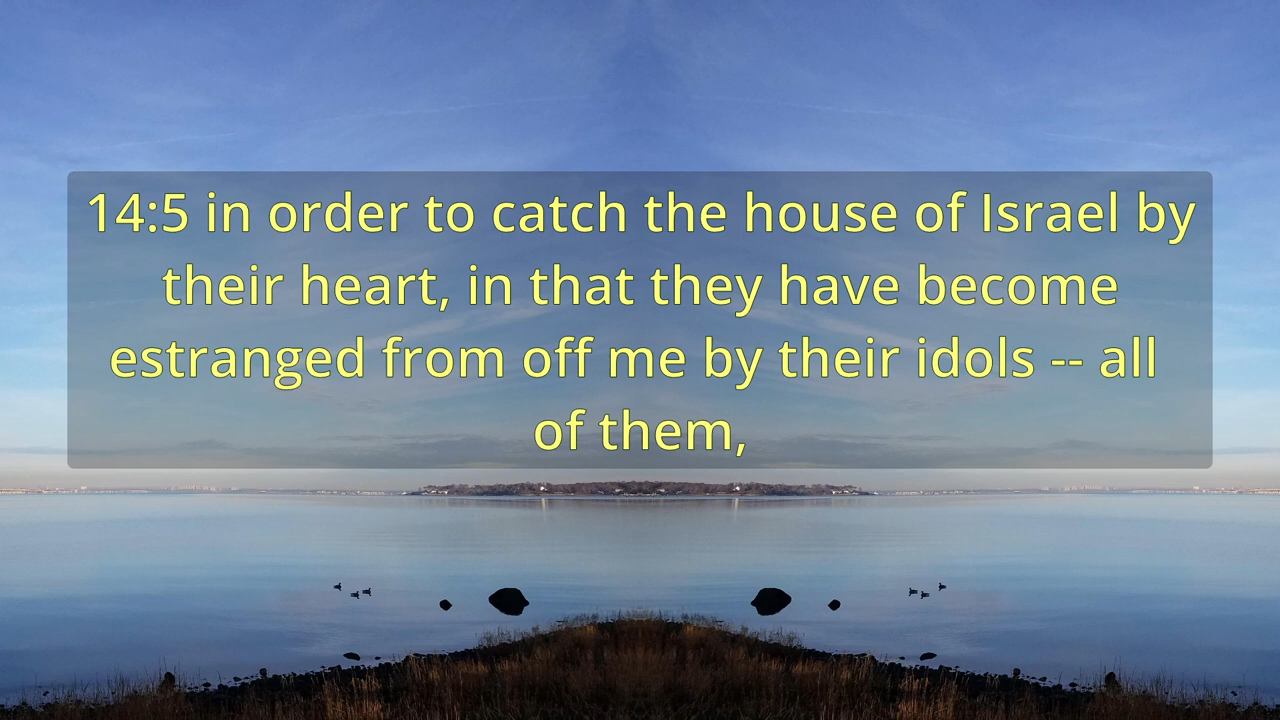 14:5 in order to catch the house of Israel by
their heart, in that they have become
estranged from off me by their idols -- all
of them,